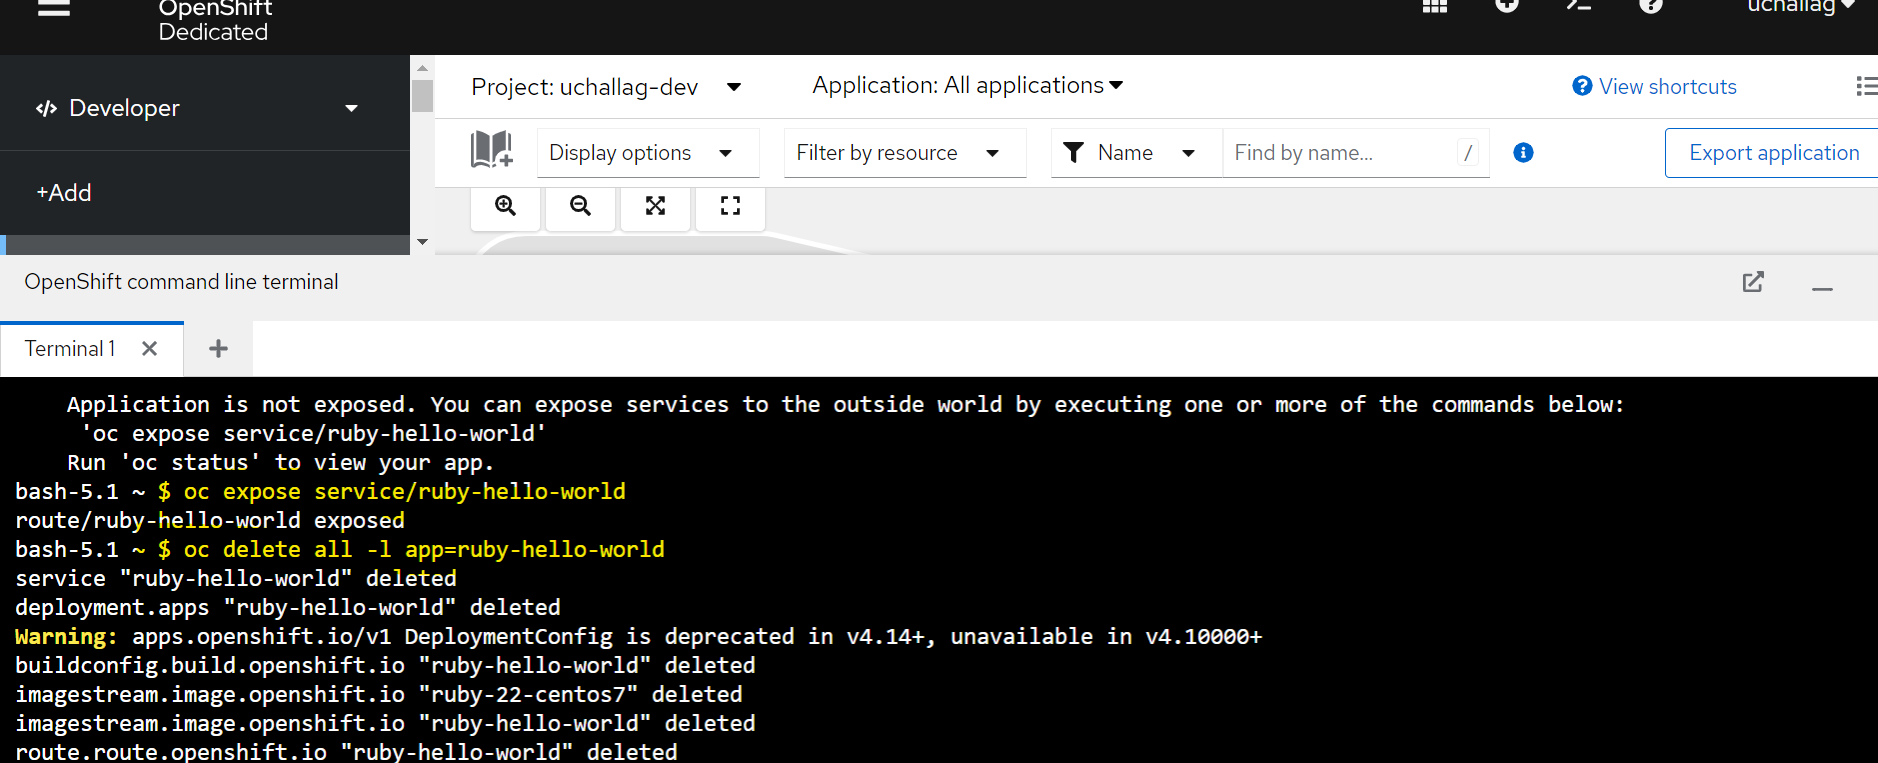 OpenShift
Dedicated
uchallag
Developer
+Add
Project: uchallag-dev
Application: All applications
View shortcuts
Display options
Filter by resource
Name
Find by name...
/
Export application
OpenShift command line terminal
Terminal 1
Application is not exposed. You can expose services to the outside world by executing one or more of the commands below:
'oc expose service/ruby-hello-world'
Run 'oc status' to view your app.
bash-5.1 ~ $ oc expose service/ruby-hello-world
route/ruby-hello-world exposed
bash-5.1 ~ $ oc delete all -l app=ruby-hello-world
service "ruby-hello-world" deleted
deployment.apps "ruby-hello-world" deleted
Warning: apps.openshift.io/v1 DeploymentConfig is deprecated in v4.14+, unavailable in v4.10000+
buildconfig.build.openshift.io "ruby-hello-world" deleted
imagestream.image.openshift.io "ruby-22-centos7" deleted
imagestream.image.openshift.io "ruby-hello-world" deleted
route.route.openshift.io "ruby-hello-world" deleted